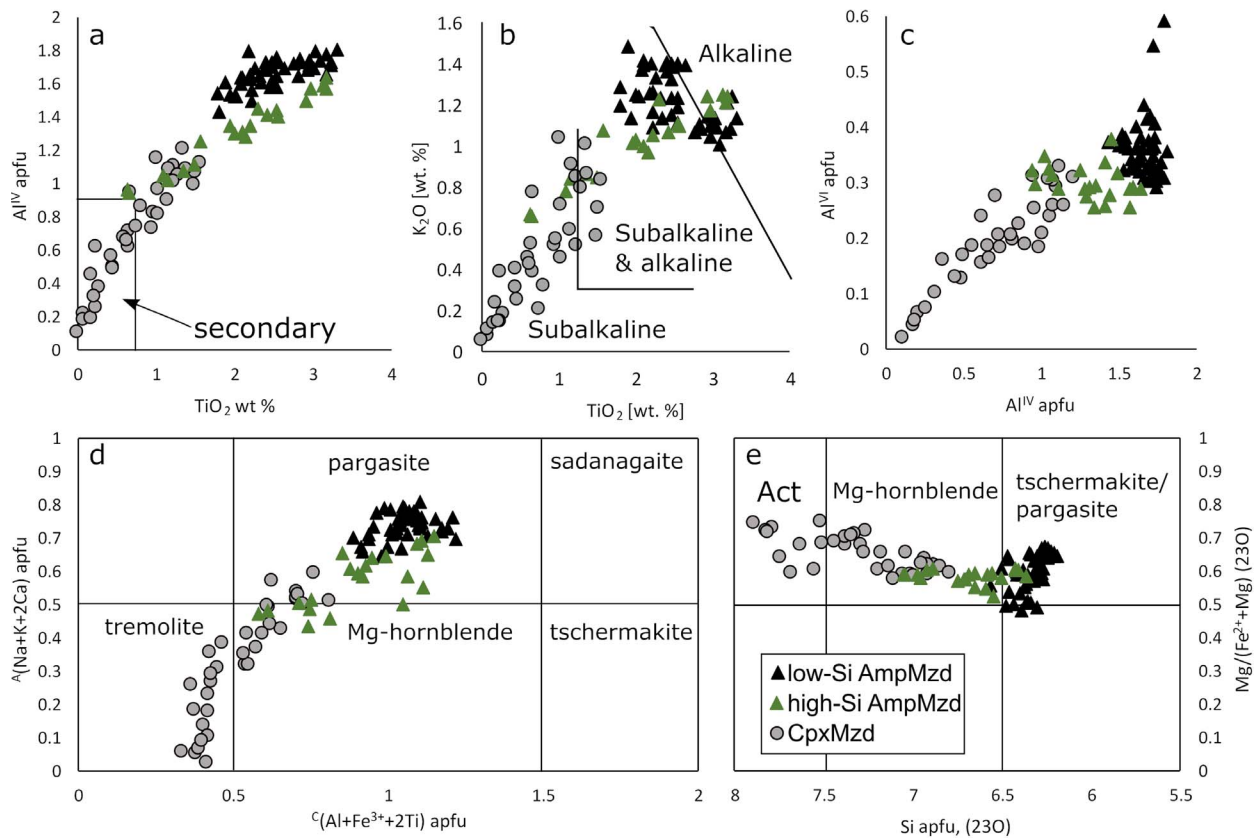 a
2
1.8
1.6
1.4
1.2
1
0.8
0.6
0.4
0.2
0
Al^IV apfu
secondary
0 1 2 3 4
TiO₂ wt %
b
1.6
1.4
1.2
1
0.8
0.6
0.4
0.2
0
K₂O [wt. %]
Alkaline
Subalkaline
& alkaline
Subalkaline
0 1 2 3 4
TiO₂ [wt. %]
c
0.6
0.5
0.4
0.3
0.2
0.1
0
Al^VI apfu
0 0.5 1 1.5 2
Al^IV apfu
d
1
0.9
0.8
0.7
0.6
0.5
0.4
0.3
0.2
0.1
0
^A(Na+K+2Ca) apfu
pargasite
sadanagaite
tremolite
Mg-hornblende
tschermakite
0 0.5 1 1.5 2
^C(Al+Fe³⁺+2Ti) apfu
e
Act
Mg-hornblende
tschermakite/
pargasite
low-Si AmpMzd
high-Si AmpMzd
CpxMzd
1
0.9
0.8
0.7
0.6
0.5
0.4
0.3
0.2
0.1
0
Mg/(Fe²⁺+Mg) (23O)
8 7.5 7 6.5 6 5.5
Si apfu, (23O)